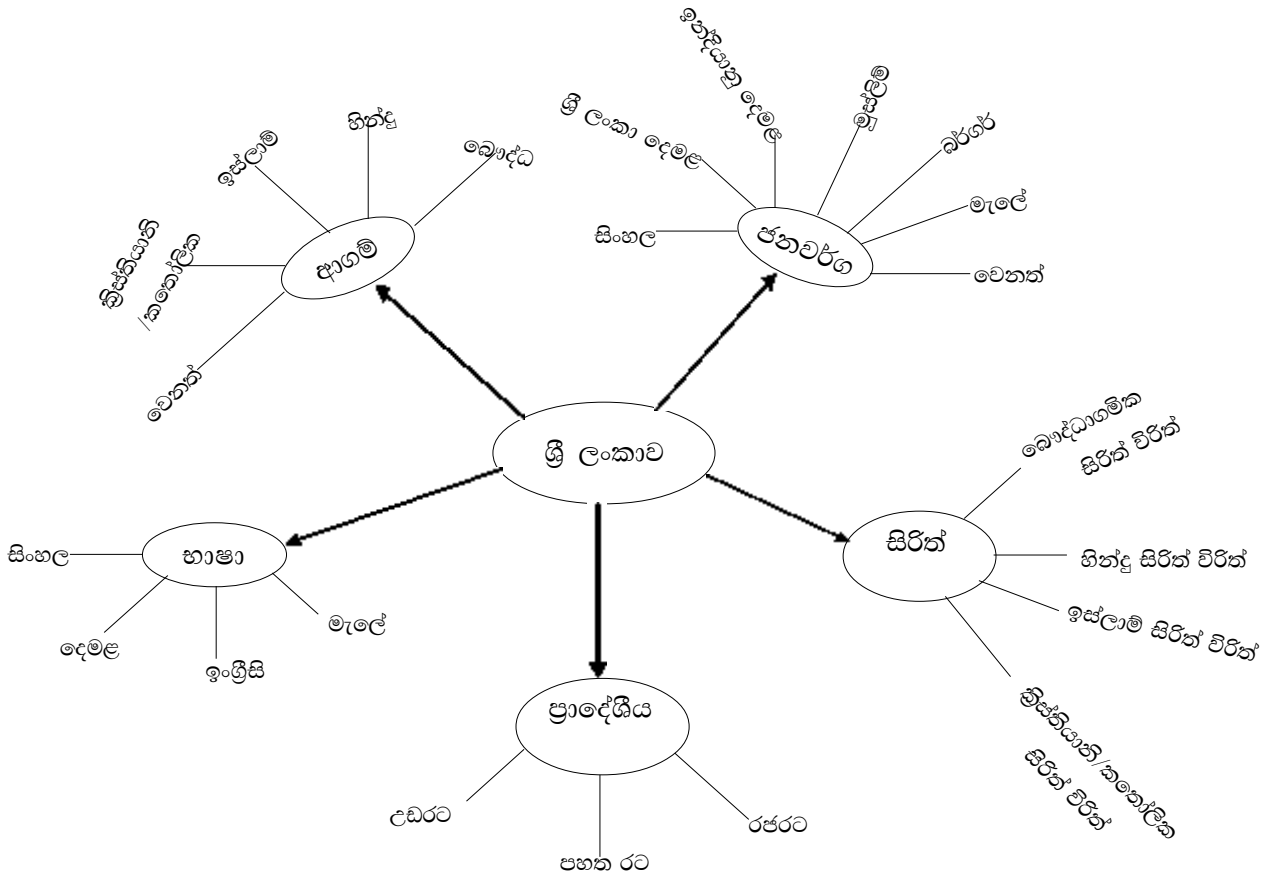 ශ්‍රී ලංකාව
ආගම්
බෞද්ධ
හින්දු
ඉස්ලාම්
ක්‍රිස්තියානි
/කතෝලික
වෙනත්
ජනවර්ග
සිංහල
ශ්‍රී ලංකා දෙමළ
ඉන්දියානු දෙමළ
මුස්ලිම්
බර්ගර්
මැලේ
වෙනත්
සිරිත්
බෞද්ධාගමික
සිරිත් විරිත්
හින්දු සිරිත් විරිත්
ඉස්ලාම් සිරිත් විරිත්
ක්‍රිස්තියානි/කතෝලික
සිරිත් විරිත්
ප්‍රාදේශීය
උඩරට
පහත රට
රජරට
භාෂා
සිංහල
දෙමළ
ඉංග්‍රීසි
මැලේ